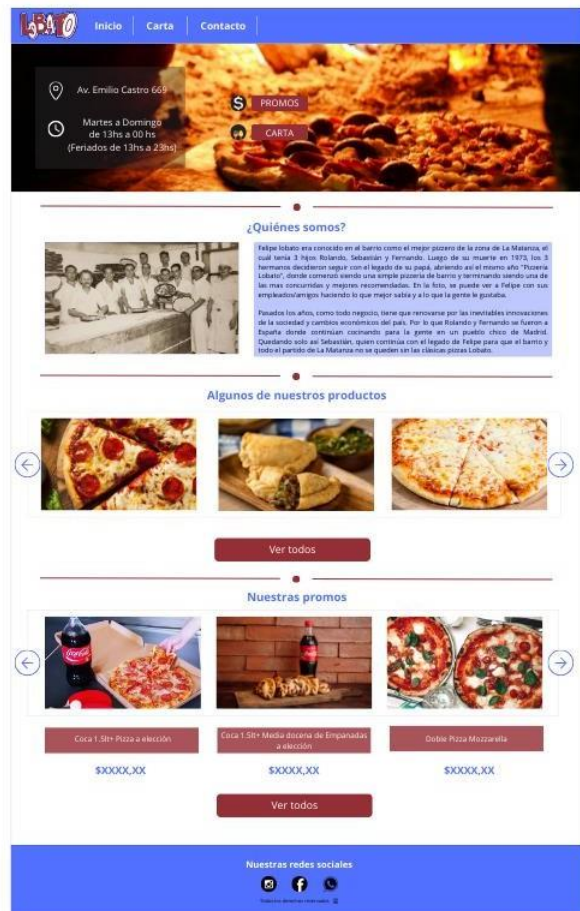 LOBATO
Inicio
Carta
Contacto
Av. Emilio Castro 669
Martes a Domingo
de 13hs a 00 hs
(Feriados de 13hs a 23hs)
PROMOS
CARTA
¿Quiénes somos?
Felipe lobato era conocido en el barrio como el mejor pizzero de la zona de La Matanza, el
cuál tenía 3 hijos Rolando, Sebastián y Fernando. Luego de su muerte en 1973, los 3
hermanos decidieron seguir con el legado de su papá, abriendo así el mismo año "Pizzería
Lobato", donde comenzó siendo una simple pizzería de barrio y terminando siendo una de
las mas concurridas y mejores recomendadas. En la foto, se puede ver a Felipe con sus
empleados/amigos haciendo lo que mejor sabía y a lo que la gente le gustaba.
Pasados los años, como todo negocio, tiene que renovarse por las inevitables innovaciones
de la sociedad y cambios económicos del país. Por lo que Rolando y Fernando se fueron a
España donde continúan cocinando para la gente en un pueblo chico de Madrid.
Quedando solo así Sebastián, quien continúa con el legado de Felipe para que el barrio y
todo el partido de La Matanza no se queden sin las clásicas pizzas Lobato.
Algunos de nuestros productos
Ver todos
Nuestras promos
Coca-Cola
Coca 1.5lt+ Pizza a elección
Coca 1.5lt+ Media docena de Empanadas
a elección
Doble Pizza Mozzarella
$XXXX,XX
$XXXX,XX
$XXXX,XX
Ver todos
Nuestras redes sociales
Todos los derechos reservados